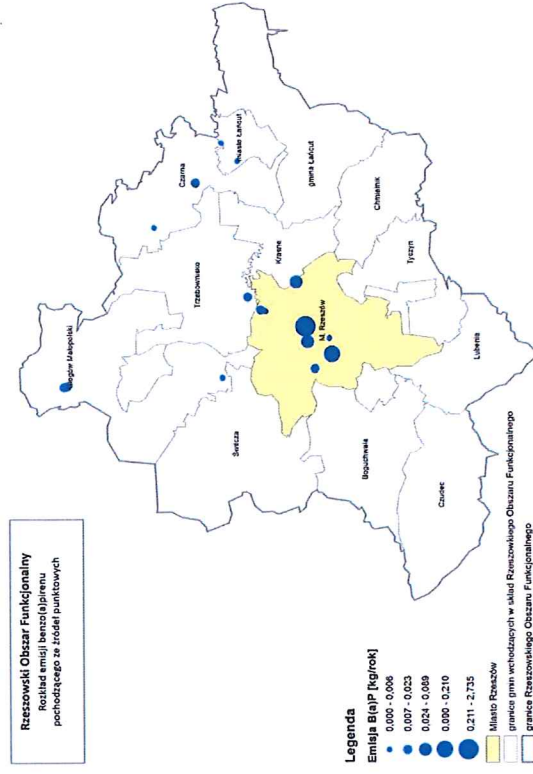 Rzeszowski Obszar Funkcjonalny
Rozkład emisji benzo(a)pirenu
pochodzącego ze źródeł punktowych
Głogów Małopolski
Trzebownisko
Czarna
miasto Łańcut
gmina Łańcut
Świlcza
Krasne
M. Rzeszów
Chmielnik
Tyczyn
Boguchwała
Lubenia
Czudec
Legenda
Emisja B(a)P [kg/rok]
0,000 - 0,006
0,007 - 0,023
0,024 - 0,089
0,090 - 0,210
0,211 - 2,735
Miasto Rzeszów
granice gmin wchodzących w skład Rzeszowkiego Obszaru Funkcjonalnego
granice Rzeszowskiego Obszaru Funkcjonalnego